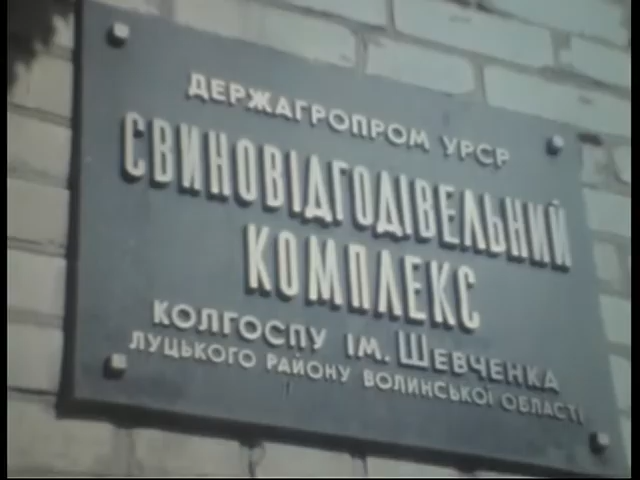 ДЕРЖАГРОПРОМ УРСР
СВИНОВІДГОДІВЕЛЬНИЙ
КОМПЛЕКС
КОЛГОСПУ ІМ. ШЕВЧЕНКА
ЛУЦЬКОГО РАЙОНУ ВОЛИНСЬКОЇ ОБЛАСТІ